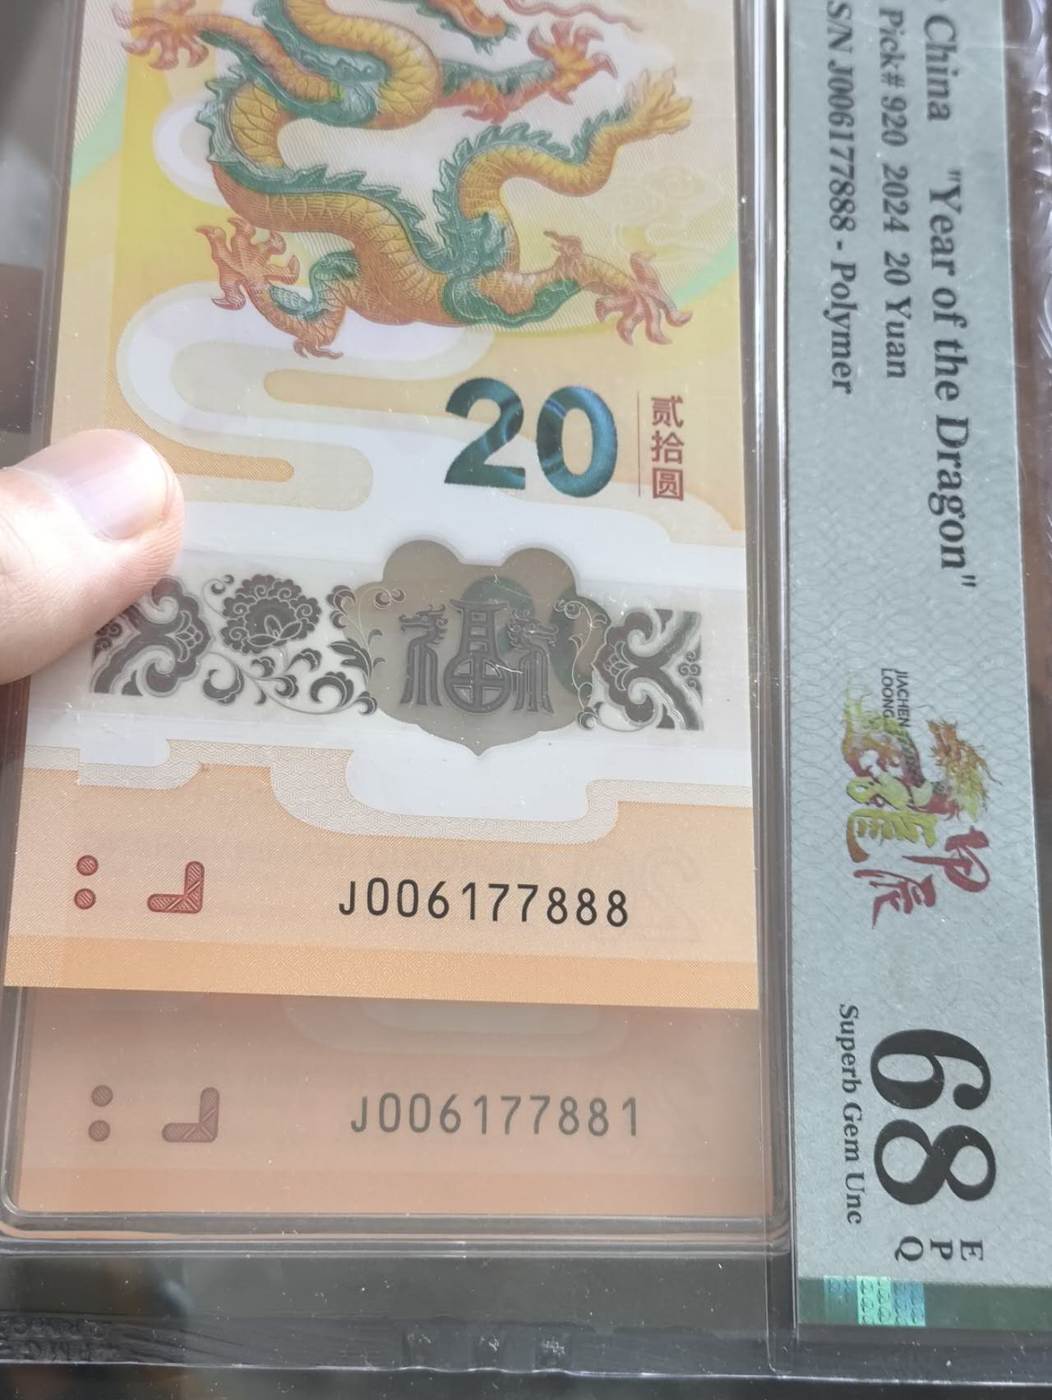 20
贰拾圆
福
J006177888
J006177881
China "Year of the Dragon"
Pick# 920 2024 20 Yuan
S/N J006177888 - Polymer
JIACHEN
LOONG
甲辰
68
EPQ
Superb Gem Unc